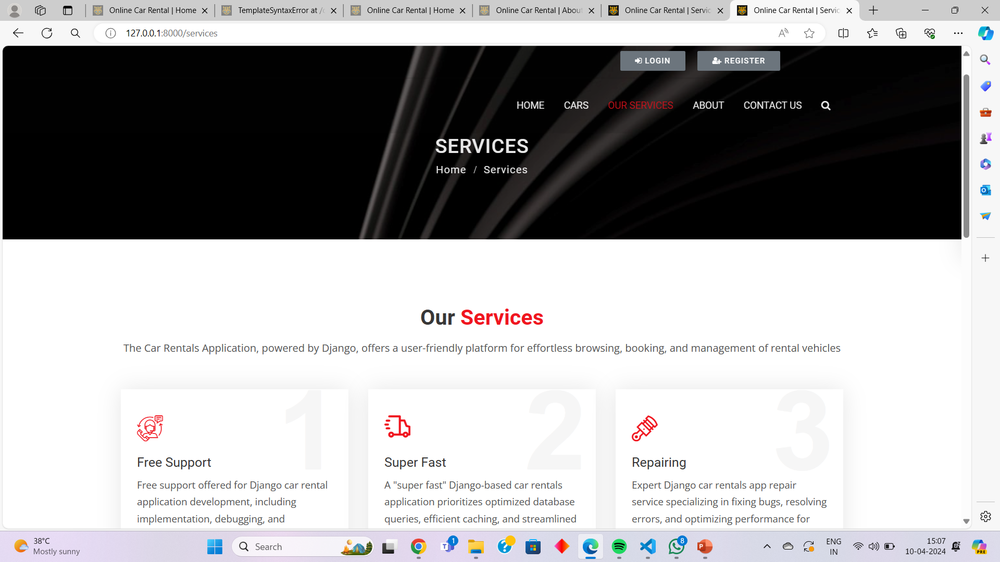 Online Car Rental | Home
TemplateSyntaxError at /c
Online Car Rental | Home
Online Car Rental | About
Online Car Rental | Servic
Online Car Rental | Servic
127.0.0.1:8000/services
LOGIN
REGISTER
HOME
CARS
OUR SERVICES
ABOUT
CONTACT US
SERVICES
Home / Services
Our Services
The Car Rentals Application, powered by Django, offers a user-friendly platform for effortless browsing, booking, and management of rental vehicles
1
Free Support
Free support offered for Django car rental
application development, including
implementation, debugging, and
2
Super Fast
A "super fast" Django-based car rentals
application prioritizes optimized database
queries, efficient caching, and streamlined
3
Repairing
Expert Django car rentals app repair
service specializing in fixing bugs, resolving
errors, and optimizing performance for
38°C
Mostly sunny
Search
1
8
ENG
IN
15:07
10-04-2024
PRE